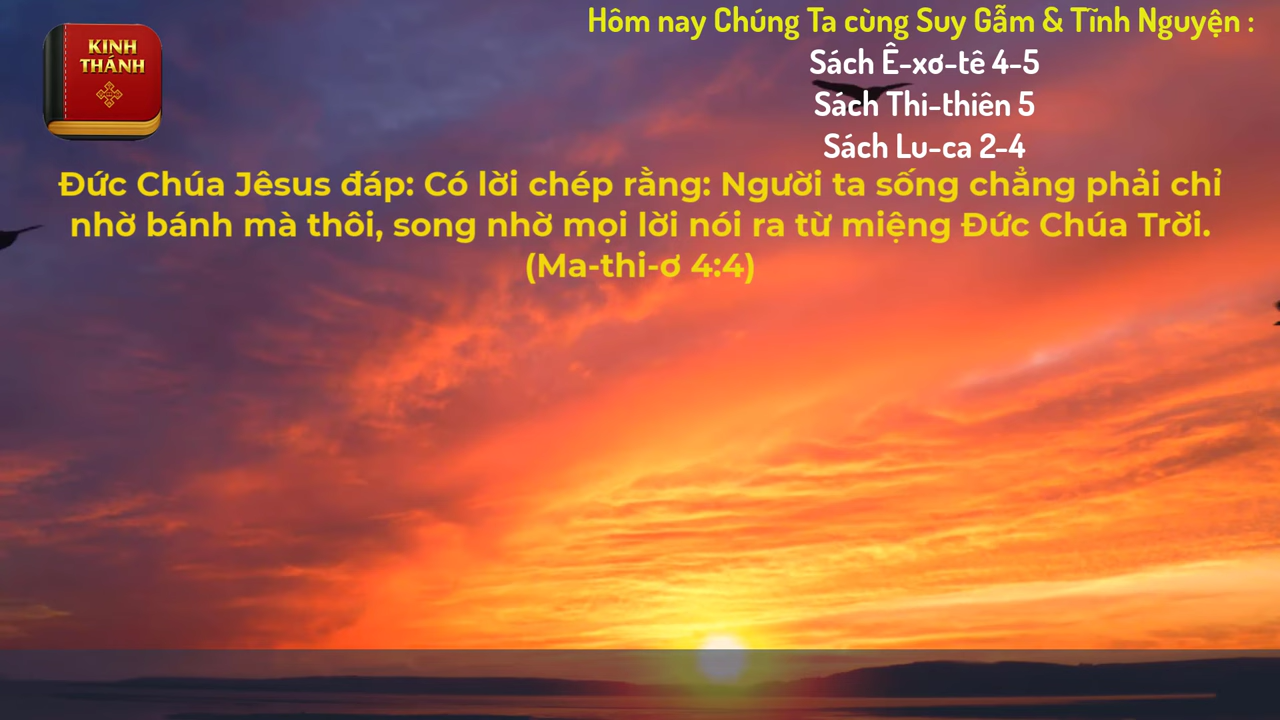 KINH
THÁNH
Hôm nay Chúng Ta cùng Suy Gẫm & Tĩnh Nguyện :
Sách Ê-xơ-tê 4-5
Sách Thi-thiên 5
Sách Lu-ca 2-4
Đức Chúa Jêsus đáp: Có lời chép rằng: Người ta sống chẳng phải chỉ
nhờ bánh mà thôi, song nhờ mọi lời nói ra từ miệng Đức Chúa Trời.
(Ma-thi-ơ 4:4)